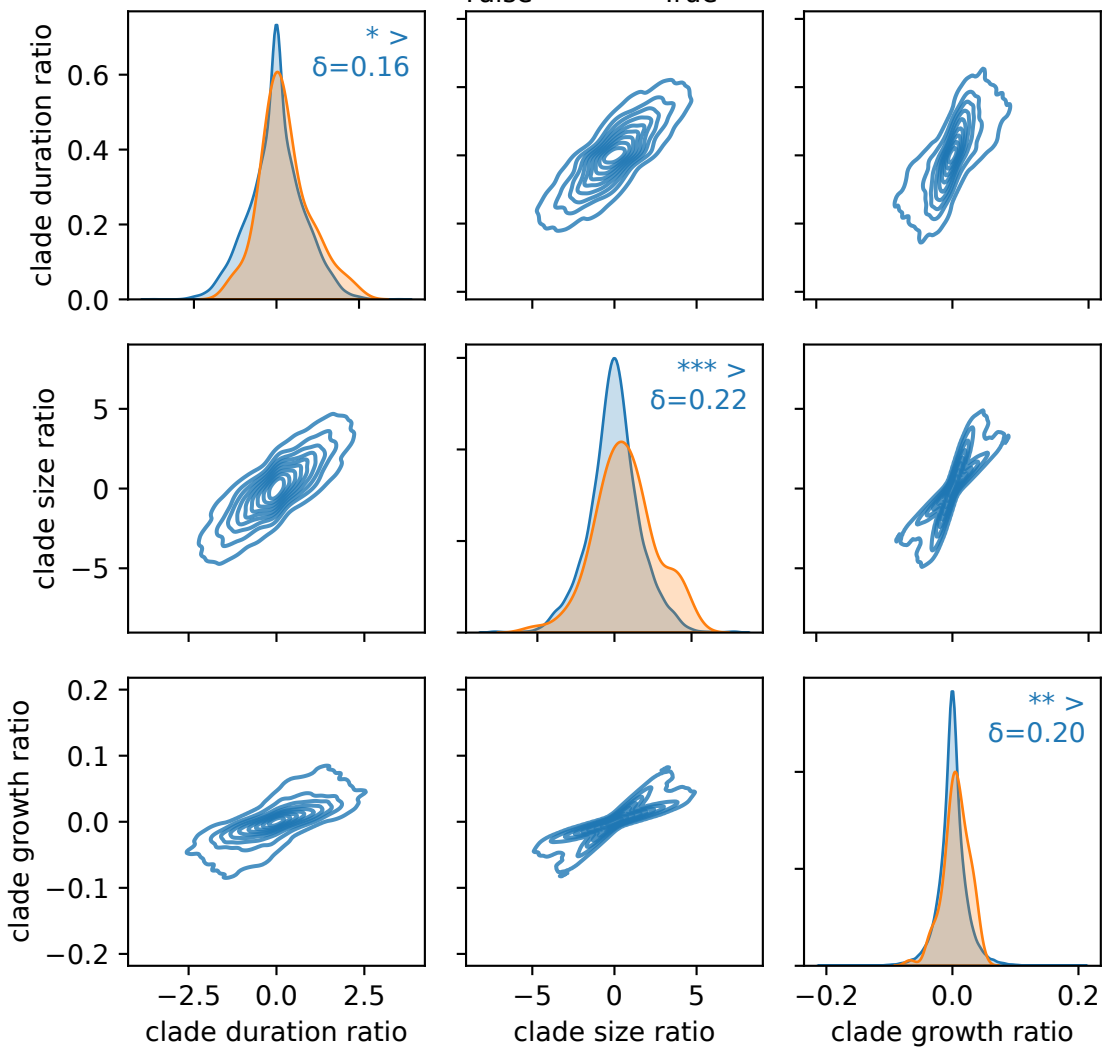 clade duration ratio
0.6
0.4
0.2
0.0
* >
δ=0.16
clade size ratio
5
0
−5
*** >
δ=0.22
clade growth ratio
0.2
0.1
0.0
−0.1
−0.2
** >
δ=0.20
−2.5 0.0 2.5
clade duration ratio
−5 0 5
clade size ratio
−0.2 0.0 0.2
clade growth ratio